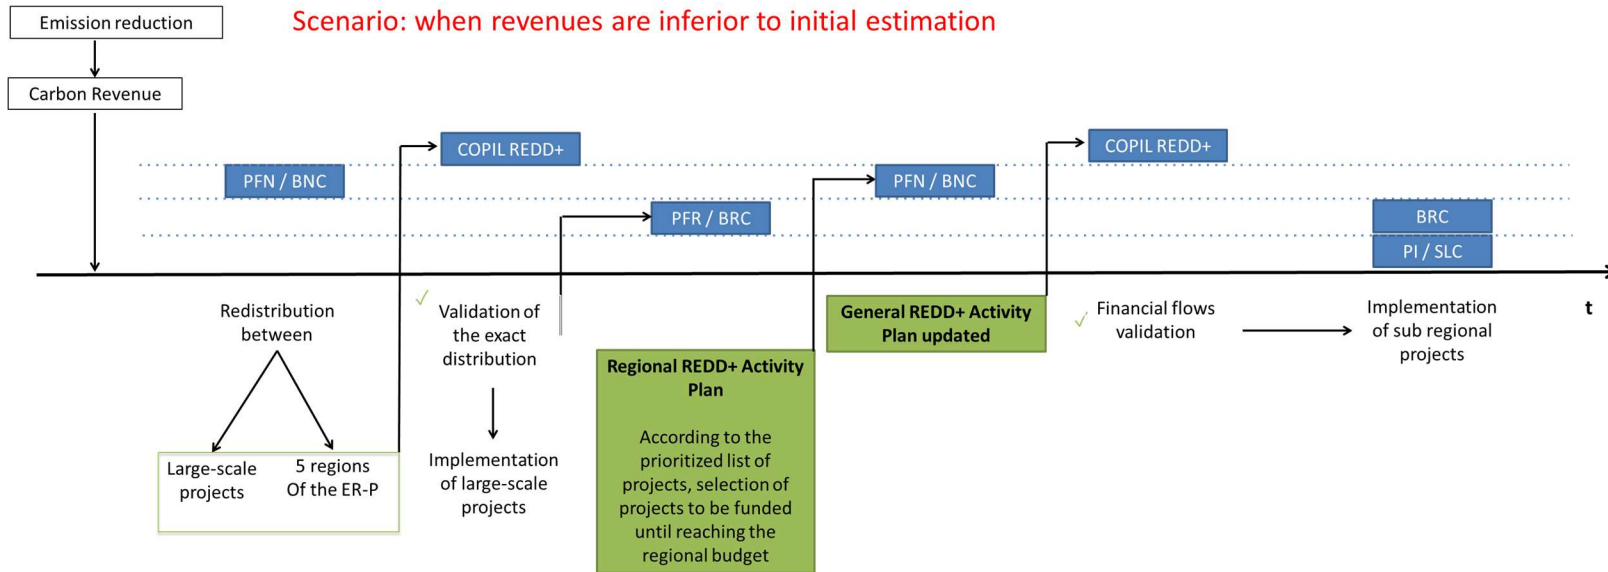 Emission reduction
Scenario: when revenues are inferior to initial estimation
Carbon Revenue
COPIL REDD+
COPIL REDD+
PFN / BNC
PFN / BNC
PFR / BRC
BRC
PI / SLC
Redistribution
between
Large-scale
projects
5 regions
Of the ER-P
✓
Validation of
the exact
distribution
Implementation
of large-scale
projects
Regional REDD+ Activity
Plan
According to the
prioritized list of
projects, selection of
projects to be funded
until reaching the
regional budget
General REDD+ Activity
Plan updated
✓
Financial flows
validation
Implementation
of sub regional
projects
t